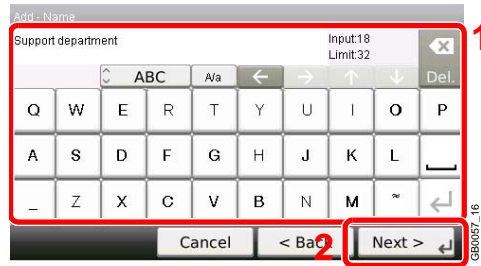 Add - Name
Support department
Input:18
Limit:32
1
ABC A/a ← → ↑ ↓ Del.
Q W E R T Y U I O P
A S D F G H J K L
_ Z X C V B N M ~
Cancel < Back 2 Next >
GB0057_16